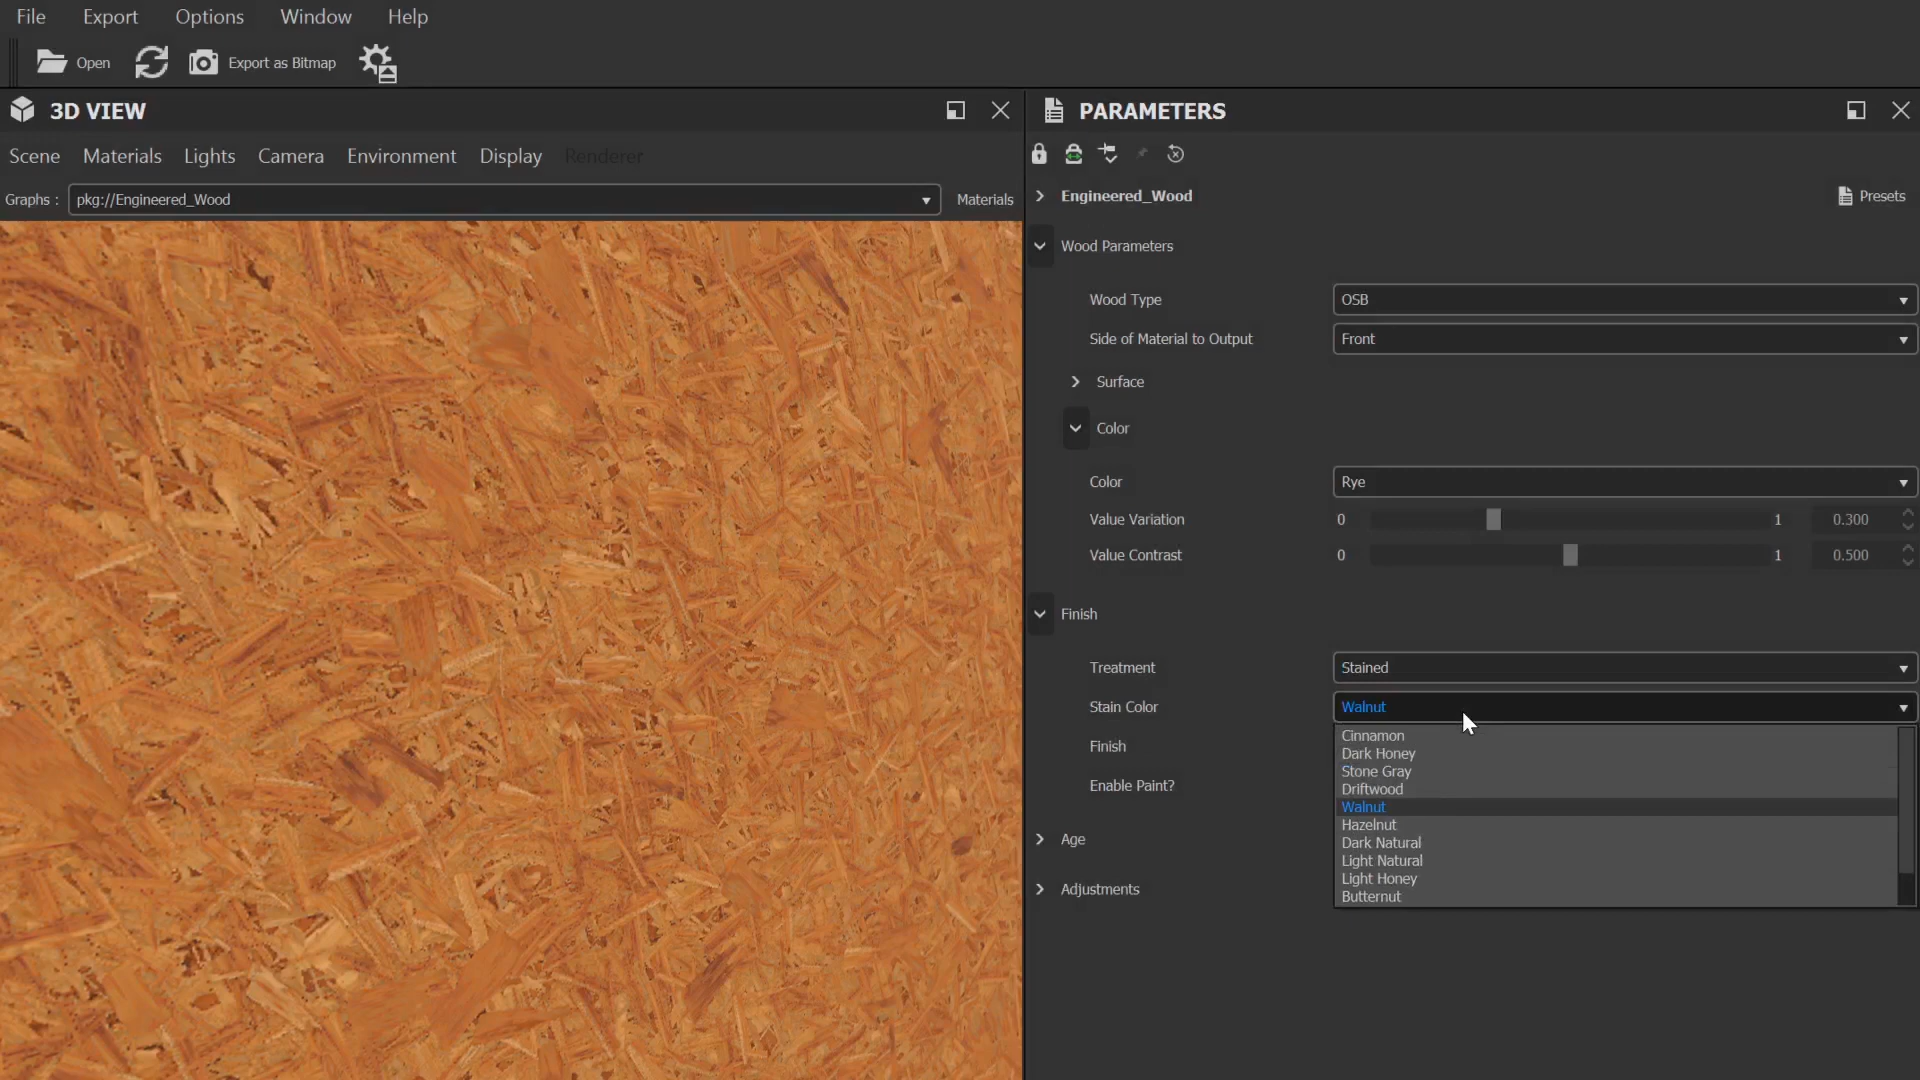 File Export Options Window Help
Open Export as Bitmap
3D VIEW
Scene Materials Lights Camera Environment Display Renderer
Graphs : pkg://Engineered_Wood Materials
PARAMETERS
Engineered_Wood Presets
Wood Parameters
Wood Type OSB
Side of Material to Output Front
Surface
Color
Color Rye
Value Variation 0 1 0.300
Value Contrast 0 1 0.500
Finish
Treatment Stained
Stain Color Walnut
Finish
Enable Paint?
Age
Adjustments
Cinnamon
Dark Honey
Stone Gray
Driftwood
Walnut
Hazelnut
Dark Natural
Light Natural
Light Honey
Butternut